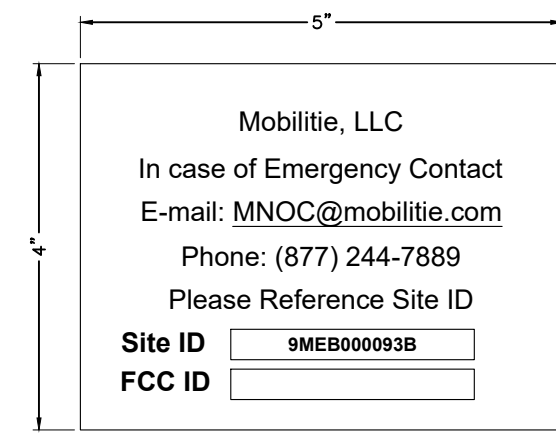 5"
4"
Mobilitie, LLC
In case of Emergency Contact
E-mail: MNOC@mobilitie.com
Phone: (877) 244-7889
Please Reference Site ID
Site ID 9MEB000093B
FCC ID